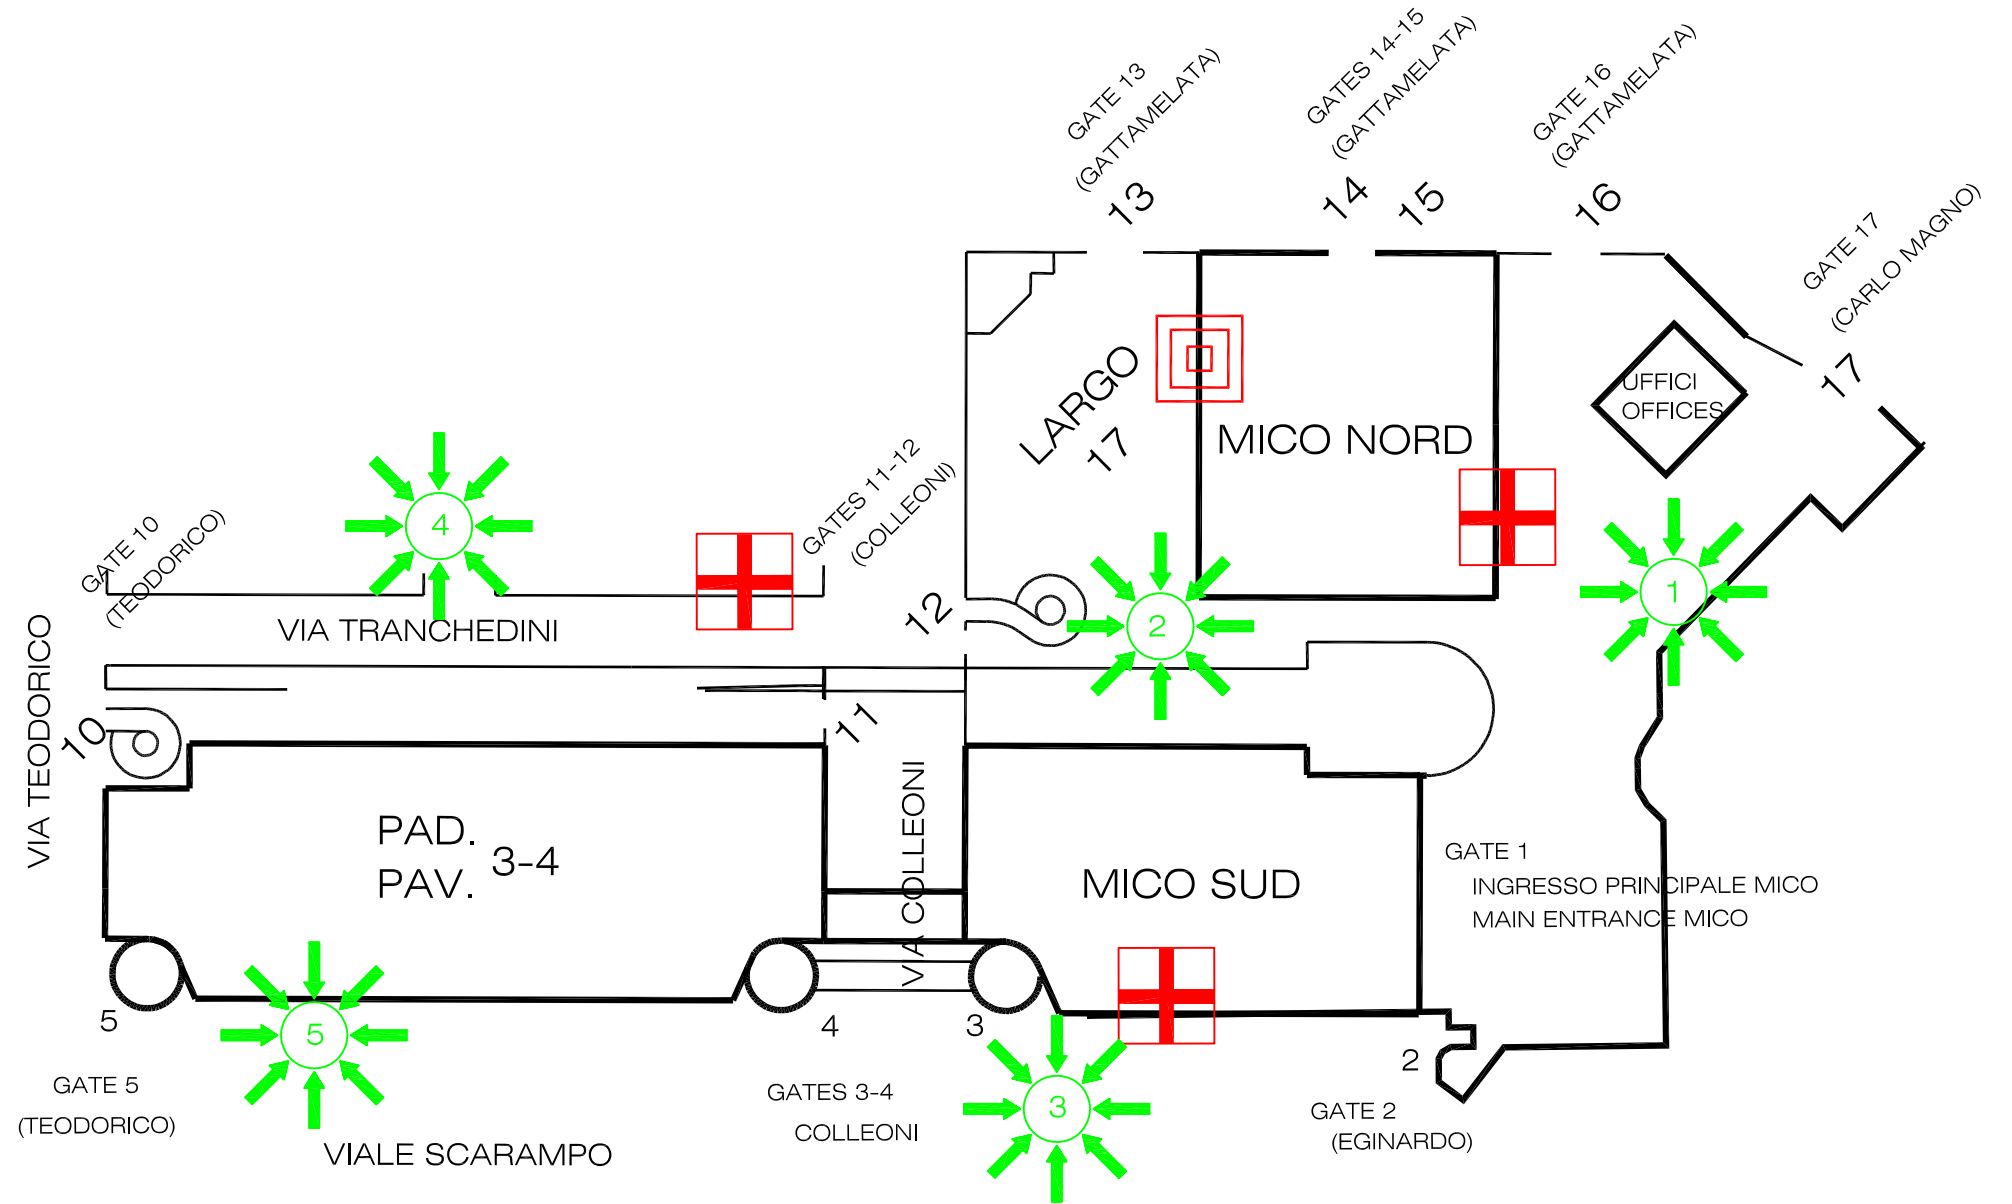 GATE 13
(GATTAMELATA)
GATES 14-15
(GATTAMELATA)
GATE 16
(GATTAMELATA)
GATE 17
(CARLO MAGNO)
13
14
15
16
17
UFFICI
OFFICES
LARGO
17
MICO NORD
GATES 11-12
(COLLEONI)
GATE 10
(TEODORICO)
4
1
2
12
VIA TRANCHEDINI
VIA TEODORICO
10
11
PAD.
PAV.
3-4
VIA COLLEONI
MICO SUD
GATE 1
INGRESSO PRINCIPALE MICO
MAIN ENTRANCE MICO
5
5
4
3
2
3
GATE 5
(TEODORICO)
GATES 3-4
COLLEONI
GATE 2
(EGINARDO)
VIALE SCARAMPO